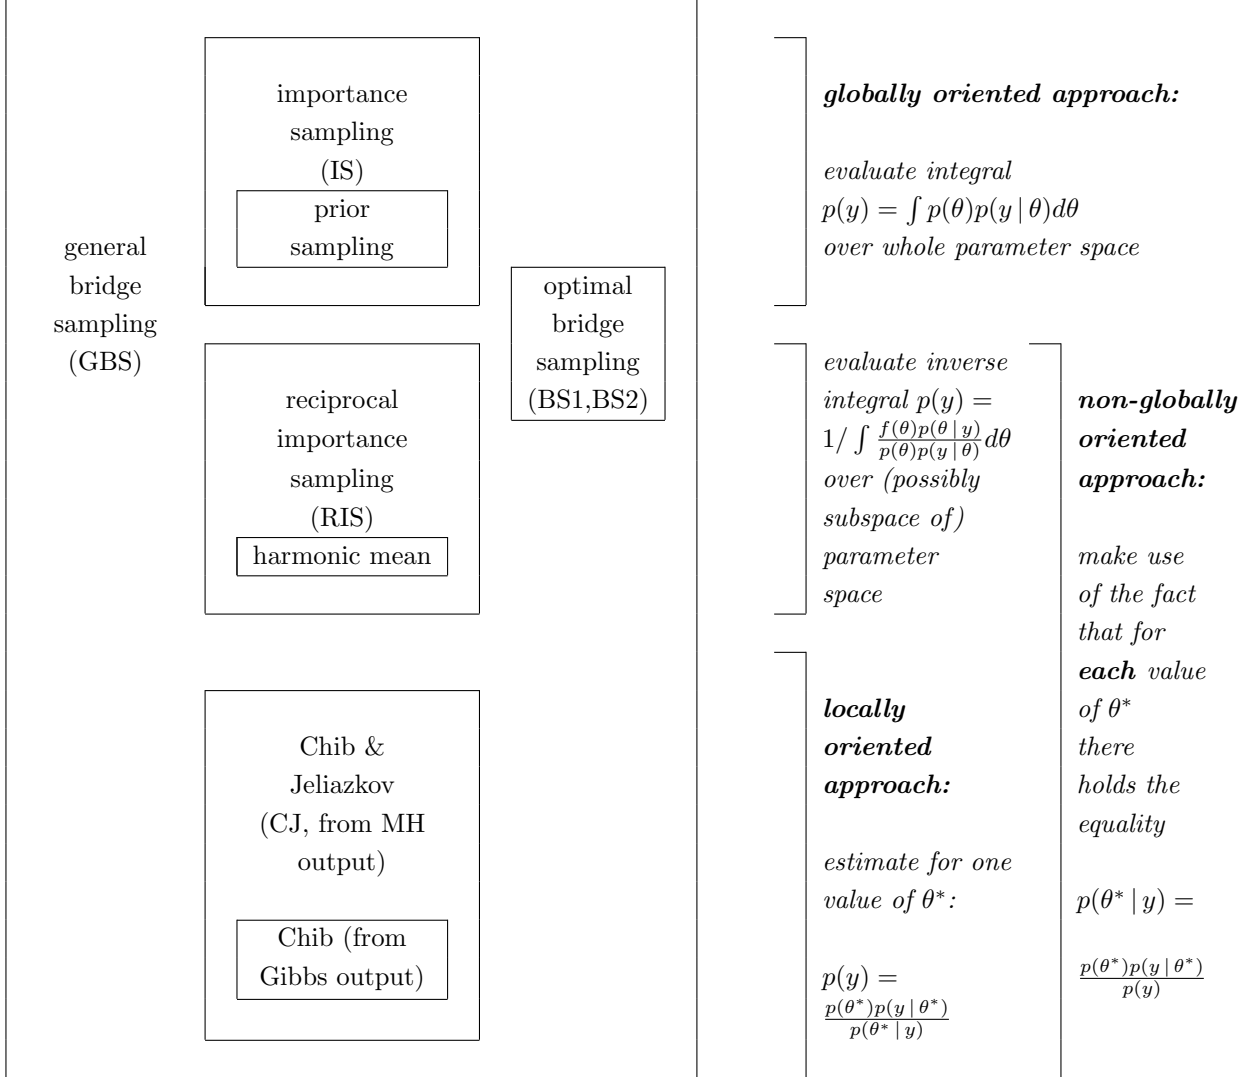 general
bridge
sampling
(GBS)
importance
sampling
(IS)
prior
sampling
reciprocal
importance
sampling
(RIS)
harmonic mean
Chib &
Jeliazkov
(CJ, from MH
output)
Chib (from
Gibbs output)
optimal
bridge
sampling
(BS1,BS2)
globally oriented approach:
evaluate integral
p(y) = ∫ p(θ)p(y | θ)dθ
over whole parameter space
evaluate inverse
integral p(y) =
1/ ∫ f(θ)p(θ | y) / p(θ)p(y | θ) dθ
over (possibly
subspace of)
parameter
space
locally
oriented
approach:
estimate for one
value of θ*:
p(y) =
p(θ*)p(y | θ*) / p(θ* | y)
non-globally
oriented
approach:
make use
of the fact
that for
each value
of θ*
there
holds the
equality
p(θ* | y) =
p(θ*)p(y | θ*) / p(y)